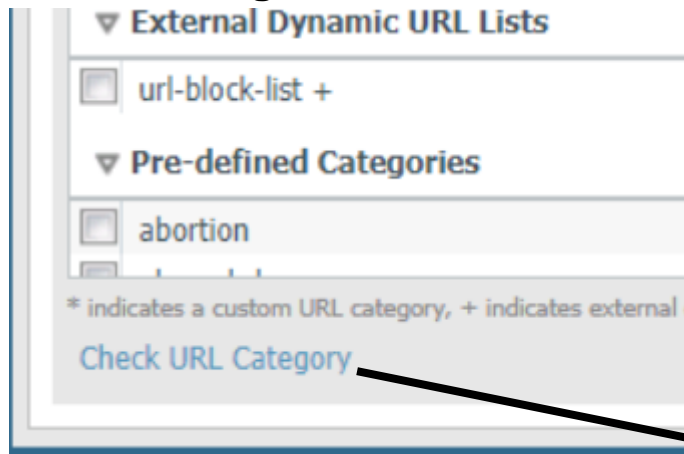 External Dynamic URL Lists
url-block-list +
Pre-defined Categories
abortion
* indicates a custom URL category, + indicates external
Check URL Category